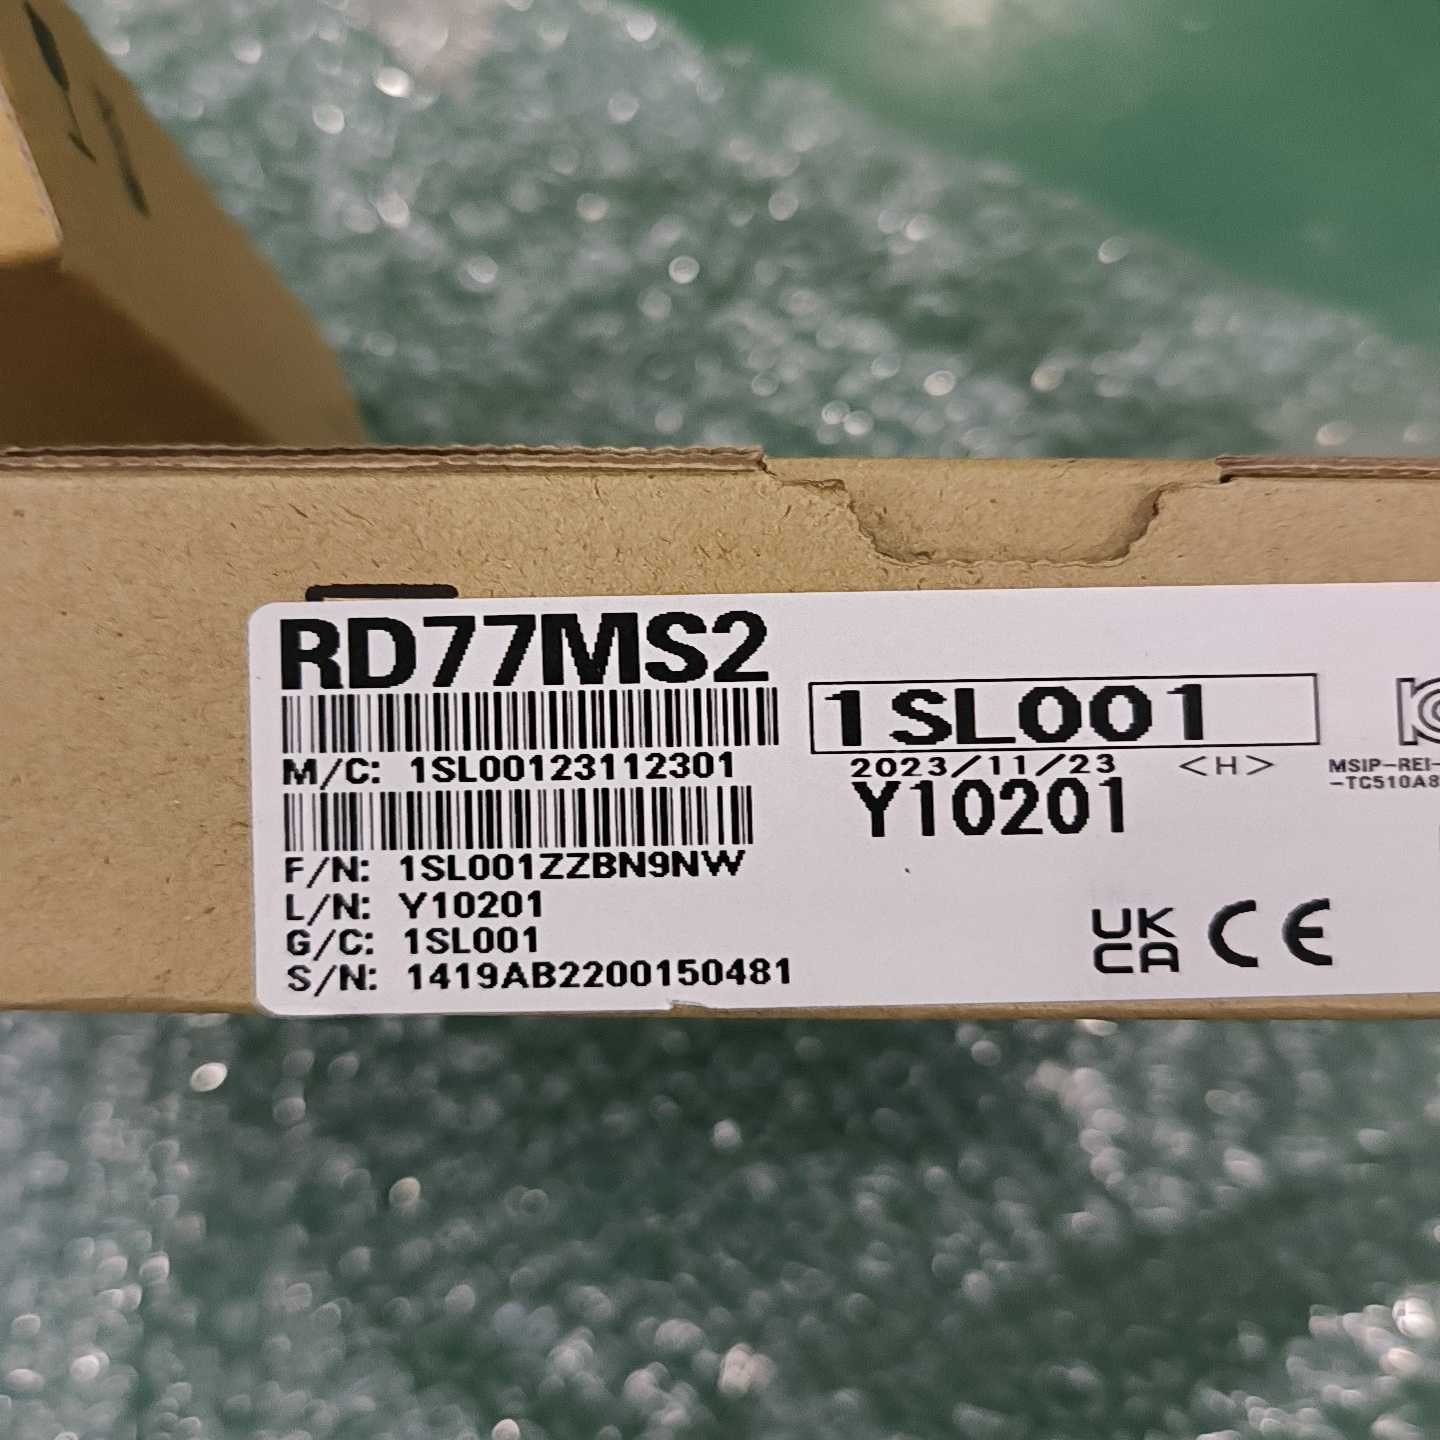 RD77MS2
1SL001
M/C: 1SL00123112301
2023/11/23 <H>
MSIP-REI-
-TC510A8
Y10201
F/N: 1SL001ZZBN9NW
L/N: Y10201
G/C: 1SL001
S/N: 1419AB2200150481
UK
CA
CE